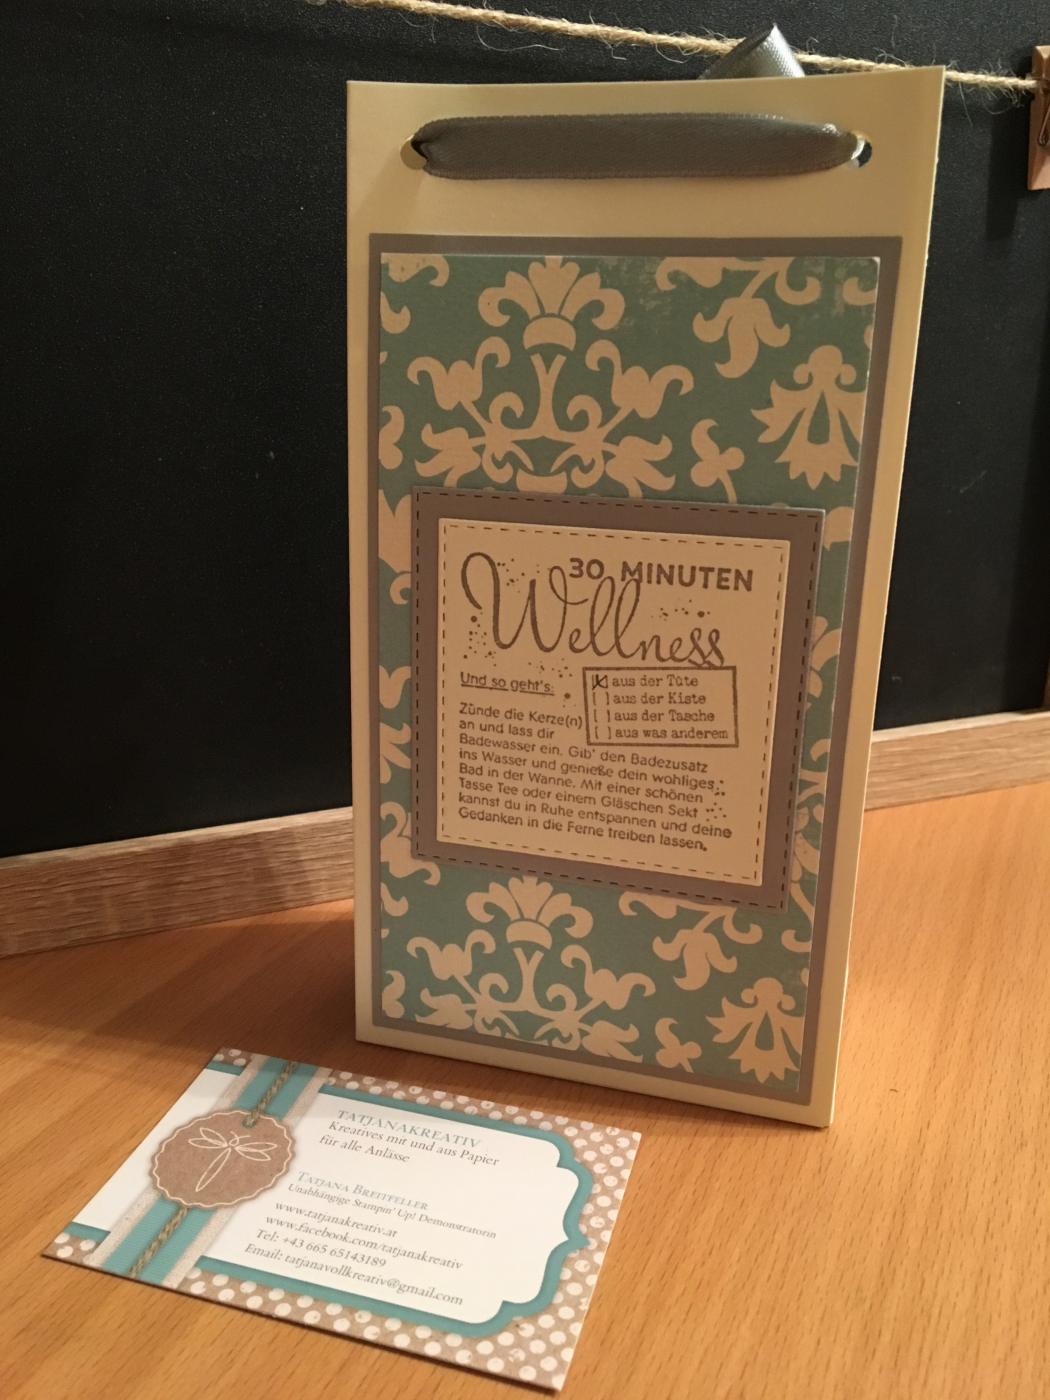 30 MINUTEN
Wellness
Und so geht's:
[X] aus der Tüte
[ ] aus der Kiste
[ ] aus der Tasche
[ ] aus was anderem
Zünde die Kerze(n)
an und lass dir
Badewasser ein. Gib' den Badezusatz
ins Wasser und genieße dein wohliges
Bad in der Wanne. Mit einer schönen
Tasse Tee oder einem Gläschen Sekt
kannst du in Ruhe entspannen und deine
Gedanken in die Ferne treiben lassen.
TATJANAKREATIV
Kreatives mit und aus Papier
für alle Anlässe
TATJANA BREITFELLER
Unabhängige Stampin' Up! Demonstratorin
www.tatjanakreativ.at
www.facebook.com/tatjanakreativ
Tel: +43 665 65143189
Email: tatjanavollkreativ@gmail.com